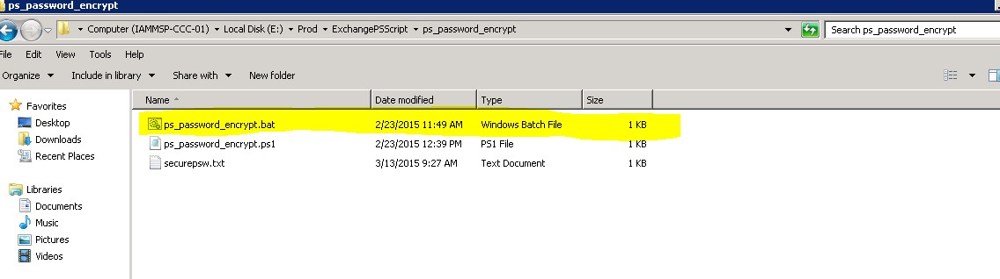 ps_password_encrypt
Computer (IAMMSP-CCC-01) Local Disk (E:) Prod ExchangePSScript ps_password_encrypt Search ps_password_encrypt
File Edit View Tools Help
Organize Include in library Share with New folder
Name Date modified Type Size
Favorites
Desktop
Downloads
Recent Places
Libraries
Documents
Music
Pictures
Videos
ps_password_encrypt.bat 2/23/2015 11:49 AM Windows Batch File 1 KB
ps_password_encrypt.ps1 2/23/2015 12:39 PM PS1 File 1 KB
securepsw.txt 3/13/2015 9:27 AM Text Document 1 KB